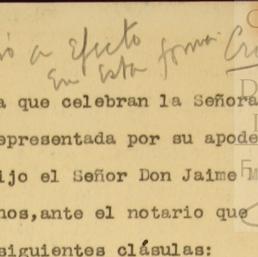 ó a Efecto
En Esta forma.
a que celebran la Señora
epresentada por su apode
ijo el Señor Don Jaime M
nos,ante el notario que
siguientes clásulas: